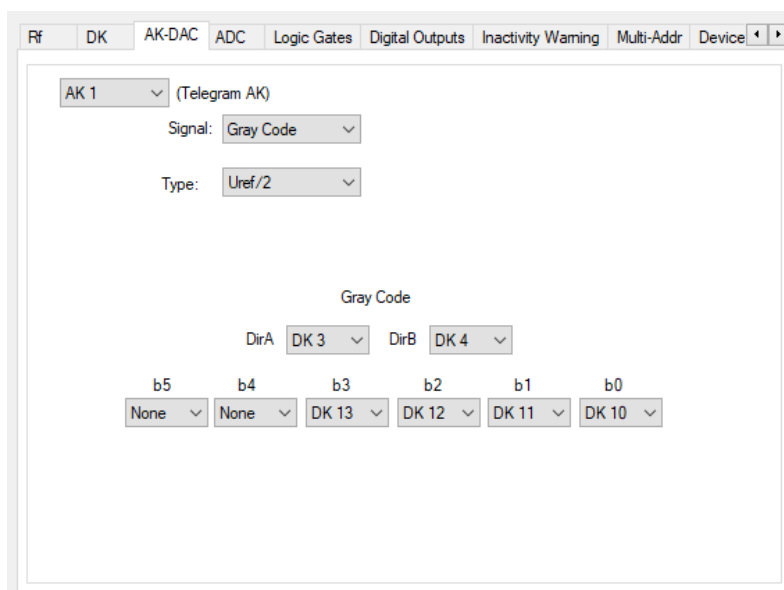 Rf DK AK-DAC ADC Logic Gates Digital Outputs Inactivity Warning Multi-Addr Device
AK 1 (Telegram AK)
Signal: Gray Code
Type: Uref/2
Gray Code
DirA DK 3 DirB DK 4
b5 b4 b3 b2 b1 b0
None None DK 13 DK 12 DK 11 DK 10